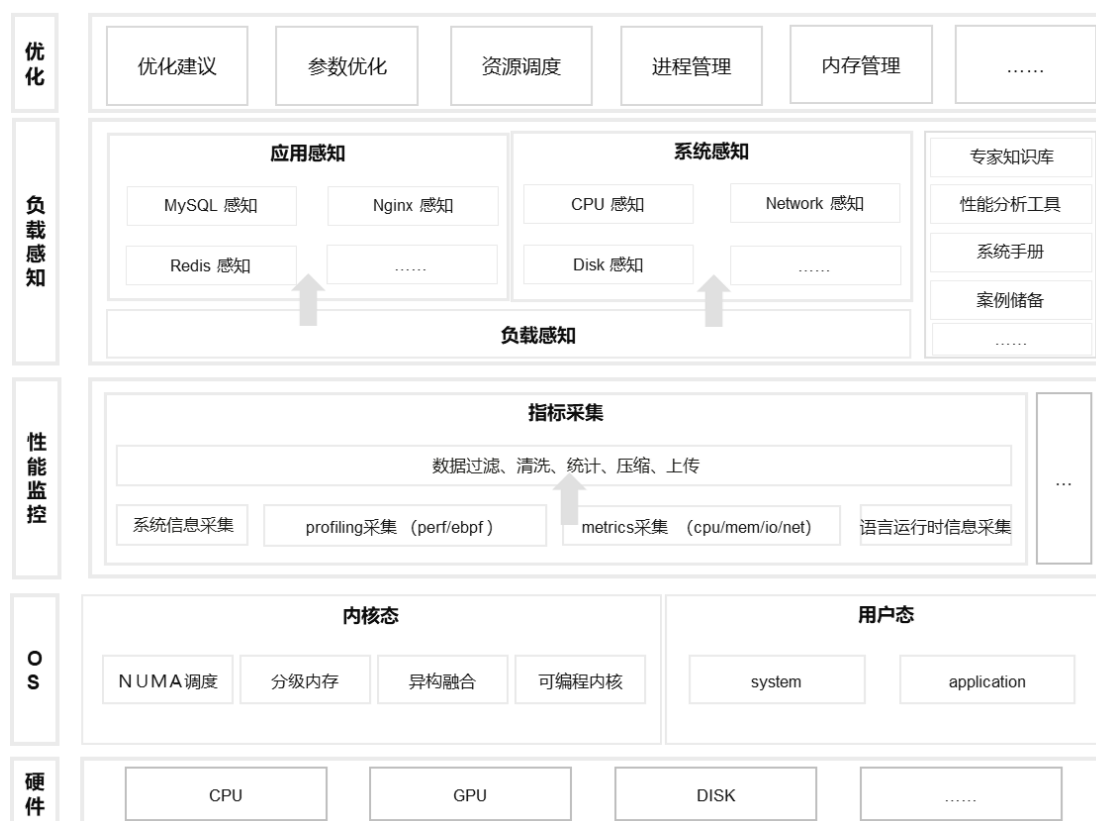 优化
优化建议
参数优化
资源调度
进程管理
内存管理
……
负载感知
应用感知
MySQL 感知
Nginx 感知
Redis 感知
……
系统感知
CPU 感知
Network 感知
Disk 感知
……
负载感知
专家知识库
性能分析工具
系统手册
案例储备
……
性能监控
指标采集
数据过滤、清洗、统计、压缩、上传
系统信息采集
profiling采集（perf/ebpf ）
metrics采集 （cpu/mem/io/net）
语言运行时信息采集
…
OS
内核态
NUMA调度
分级内存
异构融合
可编程内核
用户态
system
application
硬件
CPU
GPU
DISK
……